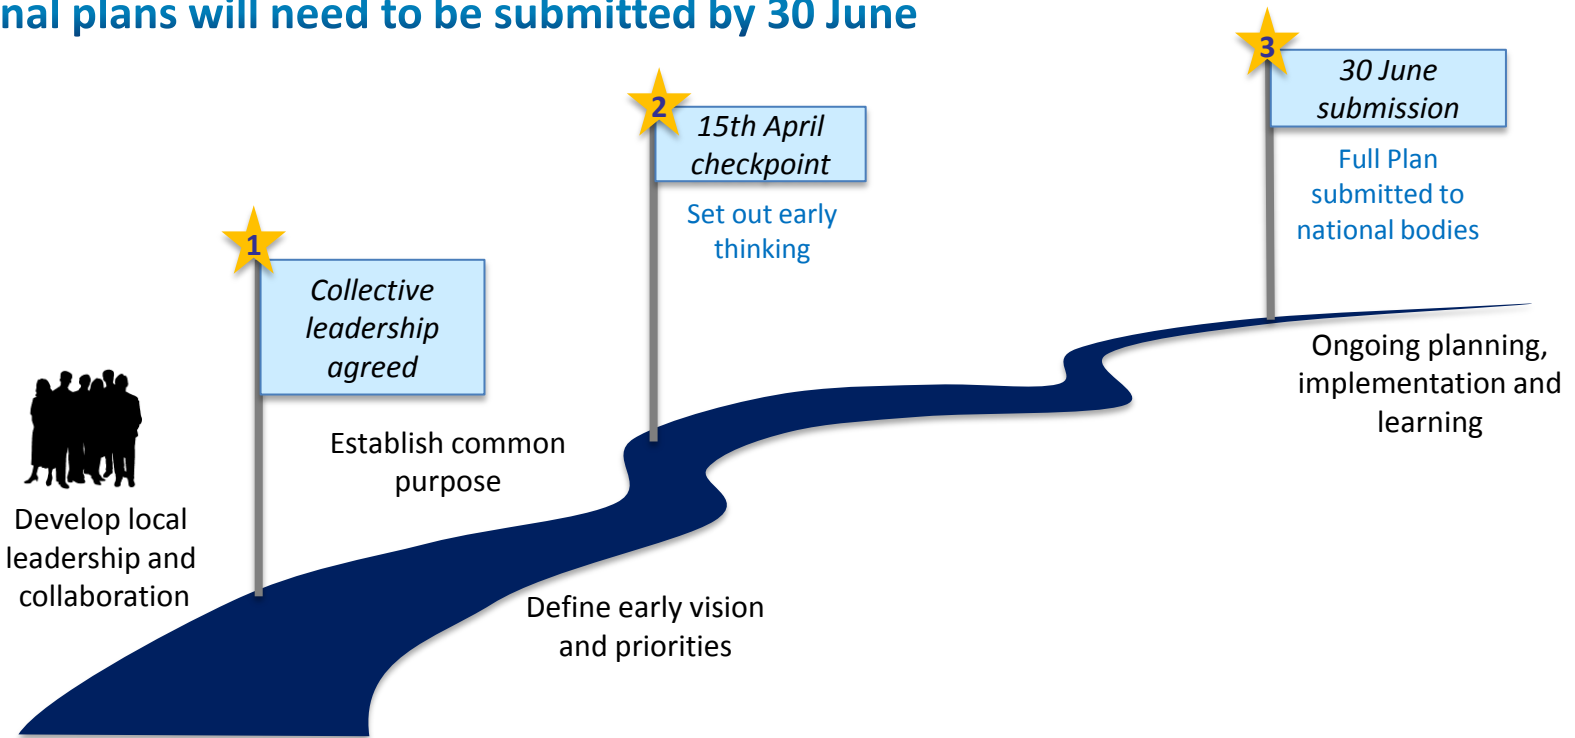 nal plans will need to be submitted by 30 June
3
30 June
submission
Full Plan
submitted to
national bodies
2
15th April
checkpoint
Set out early
thinking
1
Collective
leadership
agreed
Develop local
leadership and
collaboration
Establish common
purpose
Define early vision
and priorities
Ongoing planning,
implementation and
learning